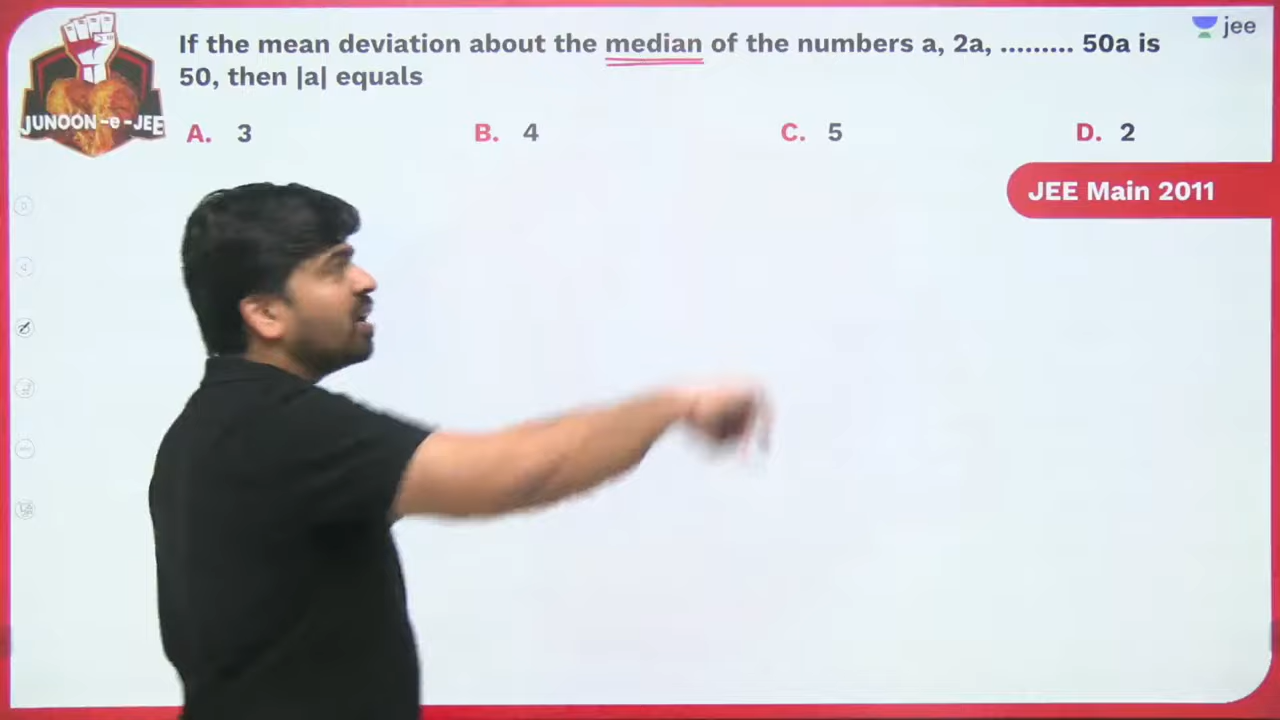 If the mean deviation about the median of the numbers a, 2a, ......... 50a is
50, then |a| equals
jee
JUNOON-e-JEE
A. 3
B. 4
C. 5
D. 2
JEE Main 2011